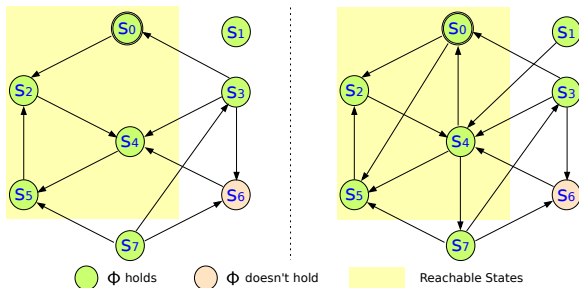 S0 S1 S0 S1
S2 S3 S2 S3
S4 S4
S5 S6 S5 S6
S7 S7
Φ holds Φ doesn't hold Reachable States